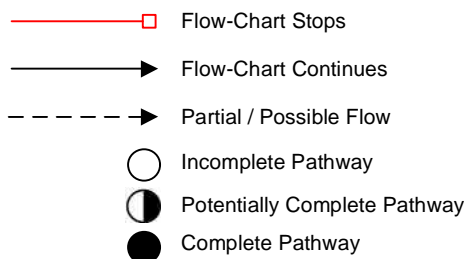 Flow-Chart Stops
Flow-Chart Continues
Partial / Possible Flow
Incomplete Pathway
Potentially Complete Pathway
Complete Pathway